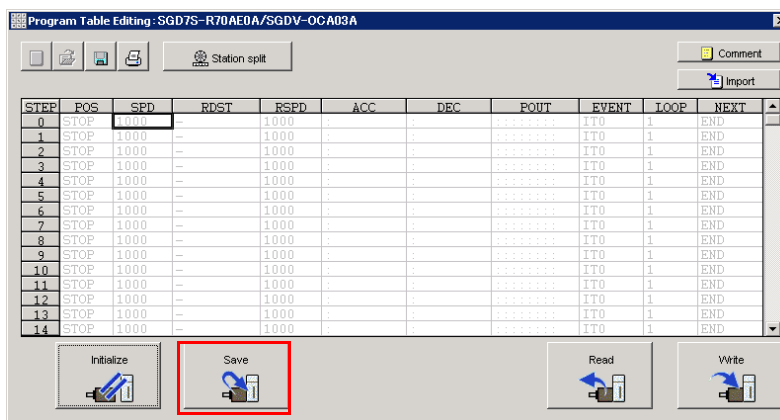 Program Table Editing : SGD7S-R70AE0A/SGDV-OCA03A
Station split
Comment
Import
STEP POS SPD RDST RSPD ACC DEC POUT EVENT LOOP NEXT
0 STOP 1000 - 1000 : : : : : : : : : IT0 1 END
1 STOP 1000 - 1000 : : : : : : : : : IT0 1 END
2 STOP 1000 - 1000 : : : : : : : : : IT0 1 END
3 STOP 1000 - 1000 : : : : : : : : : IT0 1 END
4 STOP 1000 - 1000 : : : : : : : : : IT0 1 END
5 STOP 1000 - 1000 : : : : : : : : : IT0 1 END
6 STOP 1000 - 1000 : : : : : : : : : IT0 1 END
7 STOP 1000 - 1000 : : : : : : : : : IT0 1 END
8 STOP 1000 - 1000 : : : : : : : : : IT0 1 END
9 STOP 1000 - 1000 : : : : : : : : : IT0 1 END
10 STOP 1000 - 1000 : : : : : : : : : IT0 1 END
11 STOP 1000 - 1000 : : : : : : : : : IT0 1 END
12 STOP 1000 - 1000 : : : : : : : : : IT0 1 END
13 STOP 1000 - 1000 : : : : : : : : : IT0 1 END
14 STOP 1000 - 1000 : : : : : : : : : IT0 1 END
Initialize Save Read Write